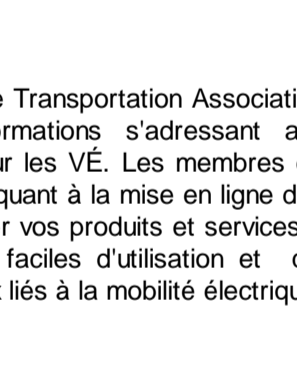 e Transportation Associati
ormations s'adressant a
ur les VÉ. Les membres
quant à la mise en ligne d
r vos produits et services
faciles d'utilisation et
liés à la mobilité électriqu